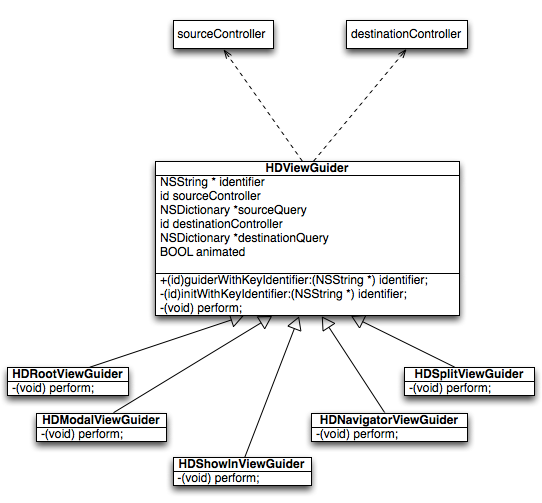 sourceController
destinationController
HDViewGuider
NSString * identifier
id sourceController
NSDictionary *sourceQuery
id destinationController
NSDictionary *destinationQuery
BOOL animated
+(id)guiderWithKeyIdentifier:(NSString *) identifier;
-(id)initWithKeyIdentifier:(NSString *) identifier;
-(void) perform;
HDRootViewGuider
-(void) perform;
HDSplitViewGuider
-(void) perform;
HDModalViewGuider
-(void) perform;
HDNavigatorViewGuider
-(void) perform;
HDShowInViewGuider
-(void) perform;